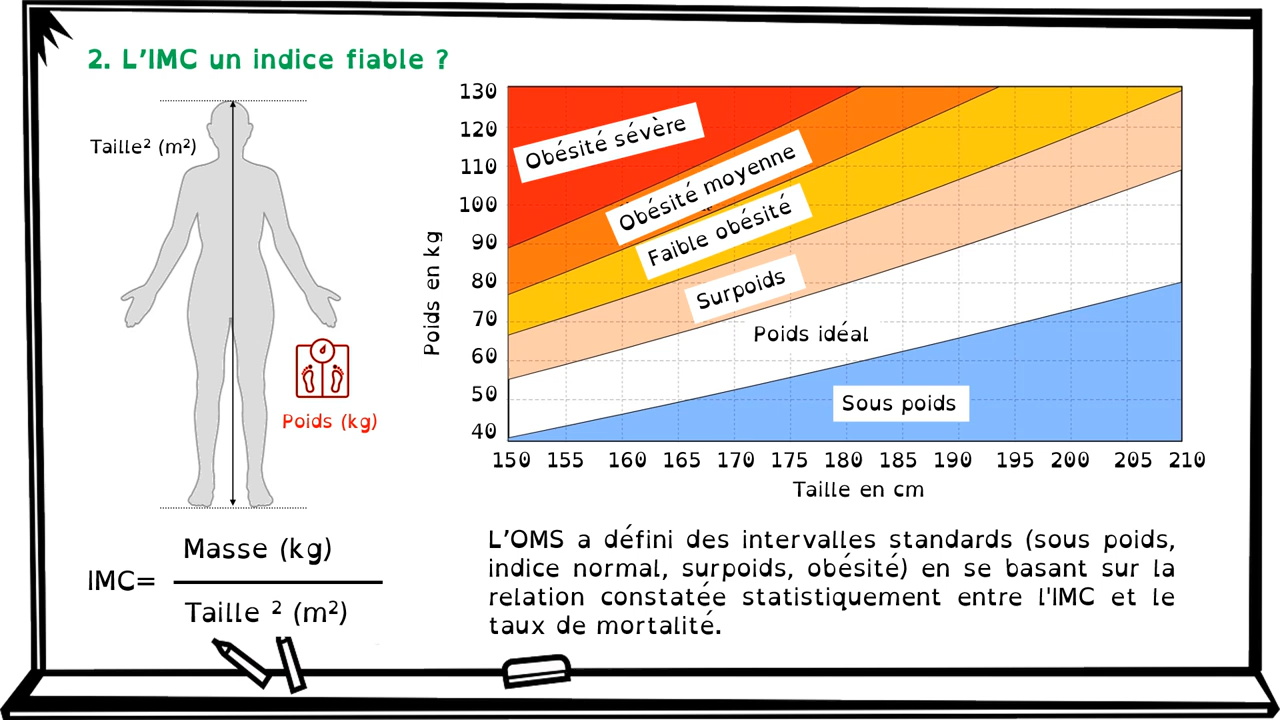 2. L'IMC un indice fiable ?
Taille² (m²)
Poids (kg)
IMC=
Masse (kg)
Taille ² (m²)
Poids en kg
130
120
110
100
90
80
70
60
50
40
Obésité sévère
Obésité moyenne
Faible obésité
Surpoids
Poids idéal
Sous poids
150 155 160 165 170 175 180 185 190 195 200 205 210
Taille en cm
L'OMS a défini des intervalles standards (sous poids,
indice normal, surpoids, obésité) en se basant sur la
relation constatée statistiquement entre l'IMC et le
taux de mortalité.